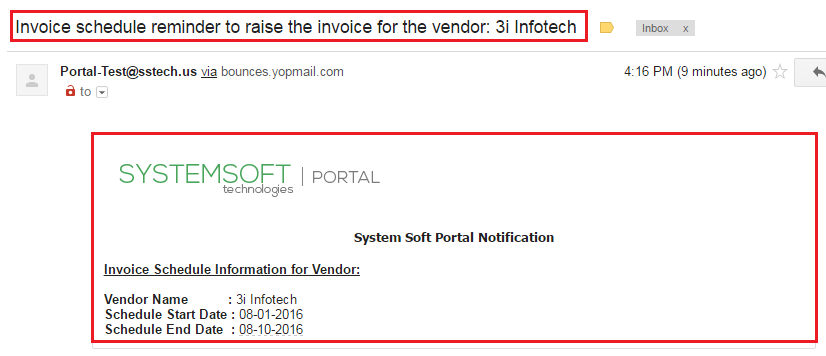 Invoice schedule reminder to raise the invoice for the vendor: 3i Infotech
Inbox x
Portal-Test@sstech.us via bounces.yopmail.com
4:16 PM (9 minutes ago)
to
SYSTEMSOFT | PORTAL
technologies
System Soft Portal Notification
Invoice Schedule Information for Vendor:
Vendor Name : 3i Infotech
Schedule Start Date : 08-01-2016
Schedule End Date : 08-10-2016